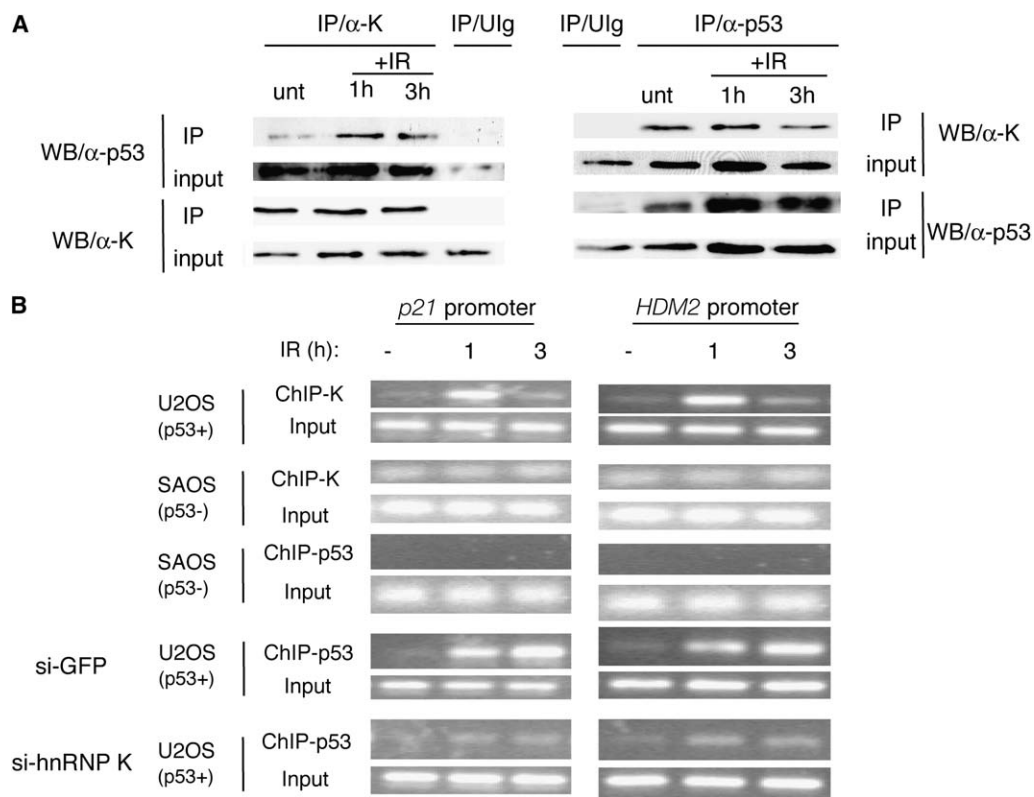 A
IP/α-K IP/UIg IP/UIg IP/α-p53
+IR +IR
unt 1h 3h unt 1h 3h
WB/α-p53 IP IP WB/α-K
input input
WB/α-K IP IP WB/α-p53
input input
B
p21 promoter HDM2 promoter
IR (h): - 1 3 - 1 3
U2OS (p53+) ChIP-K
Input
SAOS (p53-) ChIP-K
Input
SAOS (p53-) ChIP-p53
Input
si-GFP U2OS (p53+) ChIP-p53
Input
si-hnRNP K U2OS (p53+) ChIP-p53
Input